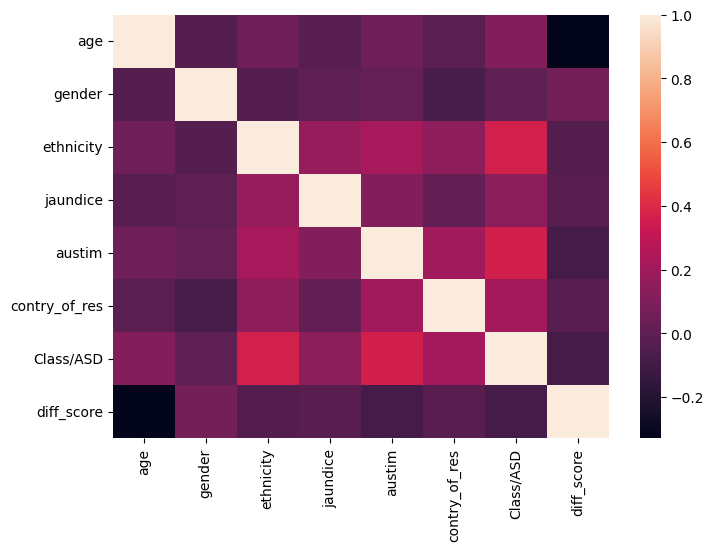 age
gender
ethnicity
jaundice
austim
contry_of_res
Class/ASD
diff_score
age
gender
ethnicity
jaundice
austim
contry_of_res
Class/ASD
diff_score
1.0
0.8
0.6
0.4
0.2
0.0
−0.2